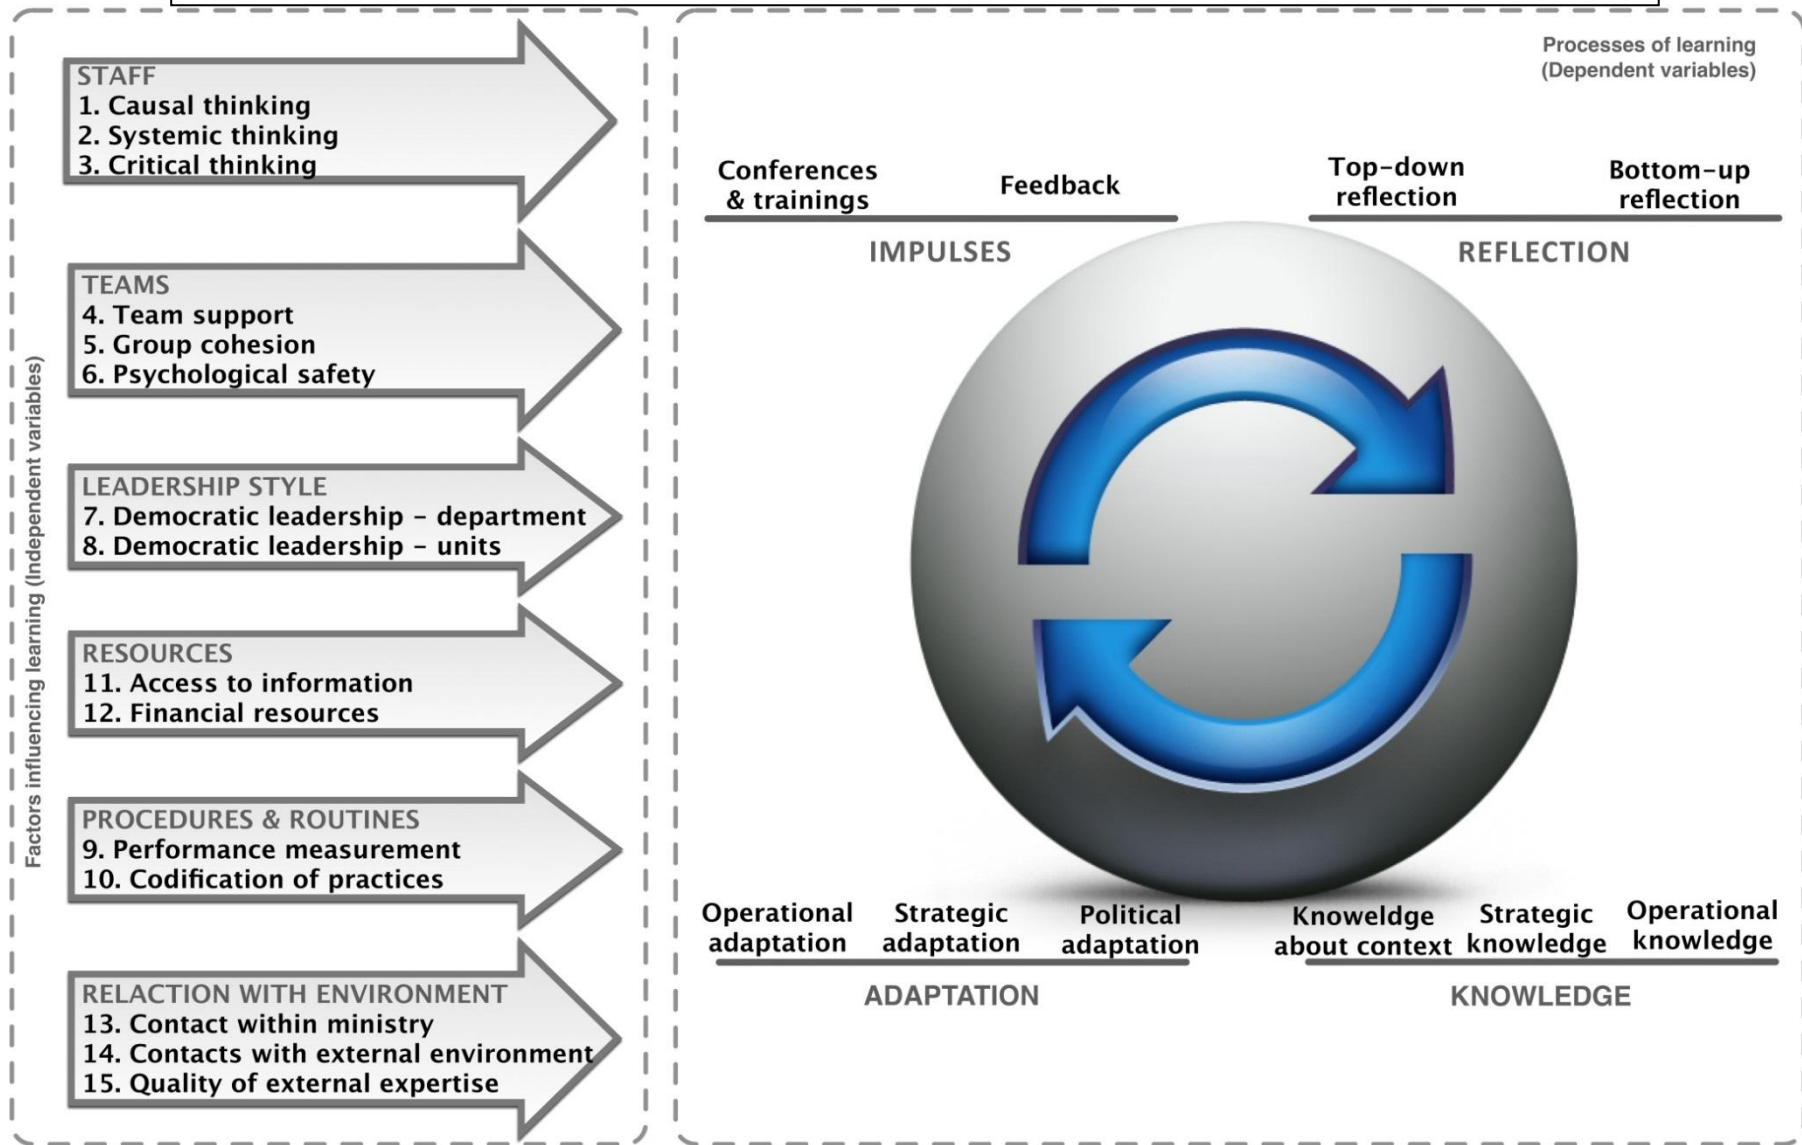 Factors influencing learning (Independent variables)
STAFF
1. Causal thinking
2. Systemic thinking
3. Critical thinking
TEAMS
4. Team support
5. Group cohesion
6. Psychological safety
LEADERSHIP STYLE
7. Democratic leadership – department
8. Democratic leadership – units
RESOURCES
11. Access to information
12. Financial resources
PROCEDURES & ROUTINES
9. Performance measurement
10. Codification of practices
RELACTION WITH ENVIRONMENT
13. Contact within ministry
14. Contacts with external environment
15. Quality of external expertise
Processes of learning
(Dependent variables)
Conferences
& trainings
Feedback
IMPULSES
Top-down
reflection
Bottom-up
reflection
REFLECTION
Operational
adaptation
Strategic
adaptation
Political
adaptation
ADAPTATION
Knoweldge
about context
Strategic
knowledge
Operational
knowledge
KNOWLEDGE